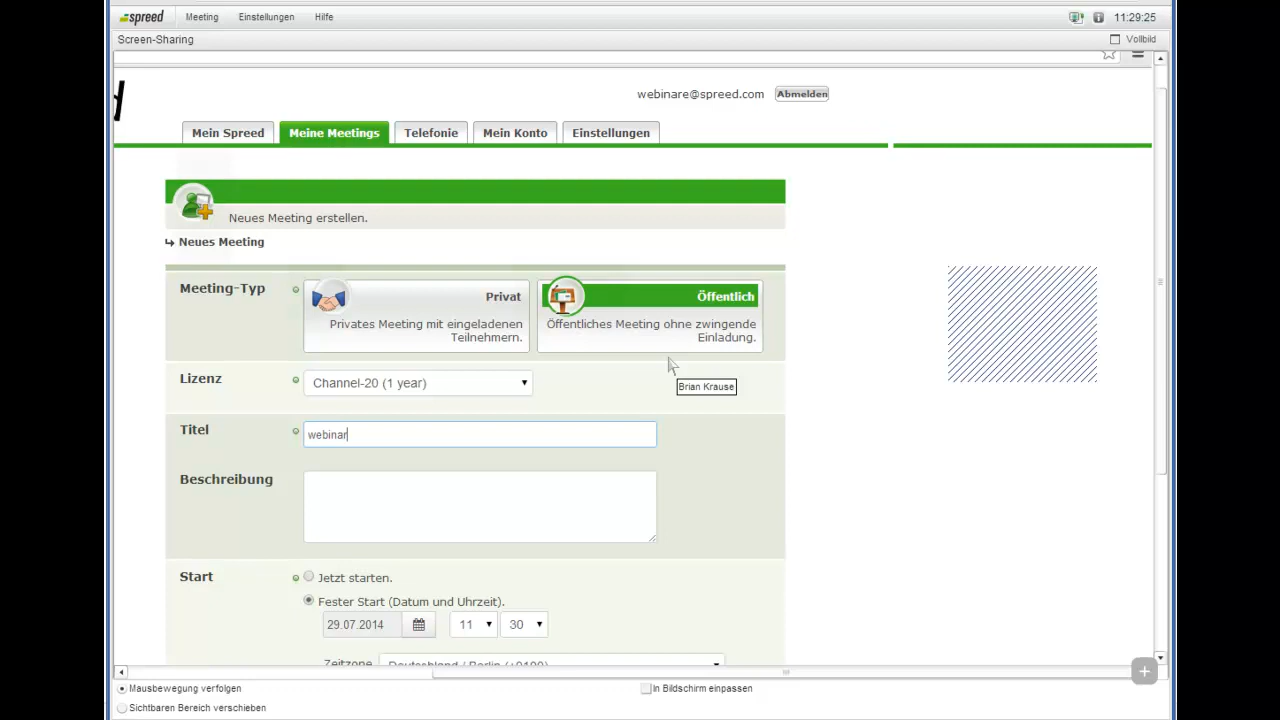 spreed Meeting Einstellungen Hilfe 11:29:25
Screen-Sharing Vollbild
webinare@spreed.com Abmelden
Mein Spreed Meine Meetings Telefonie Mein Konto Einstellungen
Neues Meeting erstellen.
Neues Meeting
Meeting-Typ
Privat
Privates Meeting mit eingeladenen
Teilnehmern.
Öffentlich
Öffentliches Meeting ohne zwingende
Einladung.
Brian Krause
Lizenz Channel-20 (1 year)
Titel webinar
Beschreibung
Start Jetzt starten.
Fester Start (Datum und Uhrzeit).
29.07.2014 11 30
Zeitzone Deutschland / Berlin (+0100)
Mausbewegung verfolgen In Bildschirm einpassen
Sichtbaren Bereich verschieben